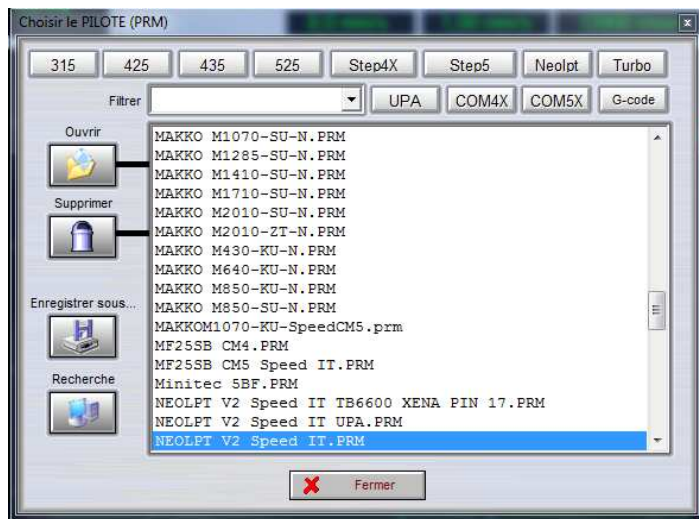 Choisir le PILOTE (PRM)
315 425 435 525 Step4X Step5 Neolpt Turbo
Filtrer UPA COM4X COM5X G-code
Ouvrir
Supprimer
Enregistrer sous...
Recherche
MAKKO M1070-SU-N.PRM
MAKKO M1285-SU-N.PRM
MAKKO M1410-SU-N.PRM
MAKKO M1710-SU-N.PRM
MAKKO M2010-SU-N.PRM
MAKKO M2010-ZT-N.PRM
MAKKO M430-KU-N.PRM
MAKKO M640-KU-N.PRM
MAKKO M850-KU-N.PRM
MAKKO M850-SU-N.PRM
MAKKOM1070-KU-SpeedCM5.prm
MF25SB CM4.PRM
MF25SB CM5 Speed IT.PRM
Minitec 5BF.PRM
NEOLPT V2 Speed IT TB6600 XENA PIN 17.PRM
NEOLPT V2 Speed IT UPA.PRM
NEOLPT V2 Speed IT.PRM
Fermer